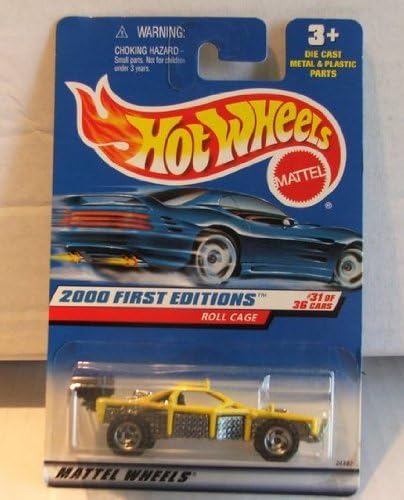 WARNING:
CHOKING HAZARD-
Small parts. Not for children
under 3 years.
3+
DIE CAST
METAL & PLASTIC
PARTS
HOT WHEELS
MATTEL
®
2000 FIRST EDITIONS™
#31 OF
36 CARS
ROLL CAGE
MATTEL WHEELS